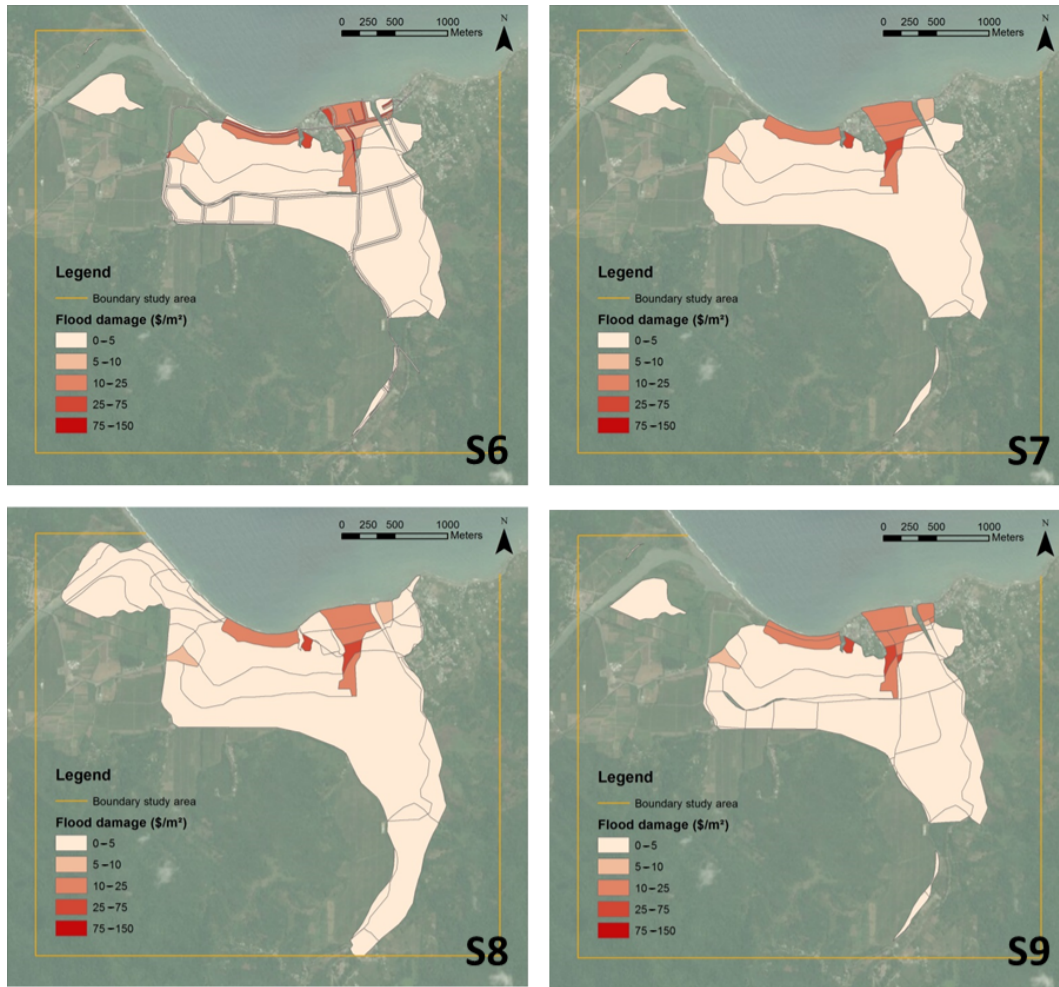 0 250 500 1000
Meters
N
Legend
Boundary study area
Flood damage ($/m²)
0–5
5–10
10–25
25–75
75–150
S6
0 250 500 1000
Meters
N
Legend
Boundary study area
Flood damage ($/m²)
0–5
5–10
10–25
25–75
75–150
S7
0 250 500 1000
Meters
N
Legend
Boundary study area
Flood damage ($/m²)
0–5
5–10
10–25
25–75
75–150
S8
0 250 500 1000
Meters
N
Legend
Boundary study area
Flood damage ($/m²)
0–5
5–10
10–25
25–75
75–150
S9